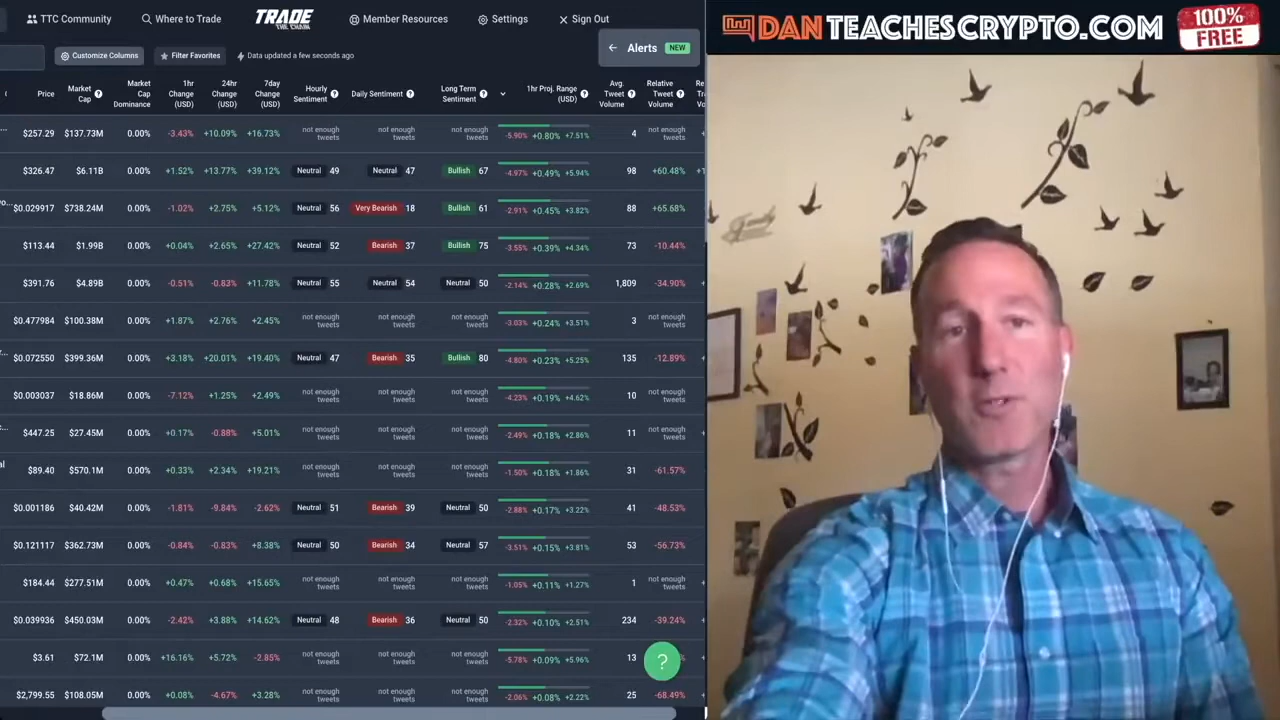 TTC Community Where to Trade TRADE THE CHAIN Member Resources Settings Sign Out
Customize Columns Filter Favorites Data updated a few seconds ago
Alerts NEW
Price Market Cap Market Cap Dominance 1hr Change (USD) 24hr Change (USD) 7day Change (USD) Hourly Sentiment Daily Sentiment Long Term Sentiment 1hr Proj. Range (USD) Avg. Tweet Volume Relative Tweet Volume
$257.29 $137.73M 0.00% -3.43% +10.09% +16.73% not enough tweets not enough tweets not enough tweets -5.90% +0.80% +7.51% 4 not enough tweets
$326.47 $6.11B 0.00% +1.52% +13.77% +39.12% Neutral 49 Neutral 47 Bullish 67 -4.97% +0.49% +5.94% 98 +60.48%
$0.029917 $738.24M 0.00% -1.02% +2.75% +5.12% Neutral 56 Very Bearish 18 Bullish 61 -2.91% +0.45% +3.82% 88 +65.68%
$113.44 $1.99B 0.00% +0.04% +2.65% +27.42% Neutral 52 Bearish 37 Bullish 75 -3.55% +0.39% +4.34% 73 -10.44%
$391.76 $4.89B 0.00% -0.51% -0.83% +11.78% Neutral 55 Neutral 54 Neutral 50 -2.14% +0.28% +2.69% 1,809 -34.90%
$0.477984 $100.38M 0.00% +1.87% +2.76% +2.45% not enough tweets not enough tweets not enough tweets -3.03% +0.24% +3.51% 3 not enough tweets
$0.072550 $399.36M 0.00% +3.18% +20.01% +19.40% Neutral 47 Bearish 35 Bullish 80 -4.80% +0.23% +5.25% 135 -12.89%
$0.003037 $18.86M 0.00% -7.12% +1.25% +2.49% not enough tweets not enough tweets not enough tweets -4.23% +0.19% +4.62% 10 not enough tweets
$447.25 $27.45M 0.00% +0.17% -0.88% +5.01% not enough tweets not enough tweets not enough tweets -2.49% +0.18% +2.86% 11 not enough tweets
$89.40 $570.1M 0.00% +0.33% +2.34% +19.21% not enough tweets not enough tweets not enough tweets -1.50% +0.18% +1.86% 31 -61.57%
$0.001186 $40.43M 0.00% -1.81% -9.84% -2.62% Neutral 51 Bearish 39 Neutral 50 -2.88% +0.17% +3.22% 41 -48.53%
$0.121117 $362.73M 0.00% -0.84% -0.83% +8.38% Neutral 50 Bearish 34 Neutral 57 -3.51% +0.15% +3.81% 53 -56.73%
$184.44 $277.51M 0.00% +0.47% +0.68% +15.65% not enough tweets not enough tweets not enough tweets -1.05% +0.11% +1.27% 1 not enough tweets
$0.039936 $450.03M 0.00% -2.42% +3.88% +14.62% Neutral 48 Bearish 36 Neutral 50 -2.32% +0.10% +2.51% 234 -39.24%
$3.61 $72.1M 0.00% +16.16% +5.72% -2.85% not enough tweets not enough tweets not enough tweets -5.78% +0.09% +5.96% 13
$2,799.55 $108.05M 0.00% +0.08% -4.67% +3.28% not enough tweets not enough tweets not enough tweets -2.06% +0.08% +2.22% 25 -68.49%
?
DANTEACHESCRYPTO.COM
100% FREE